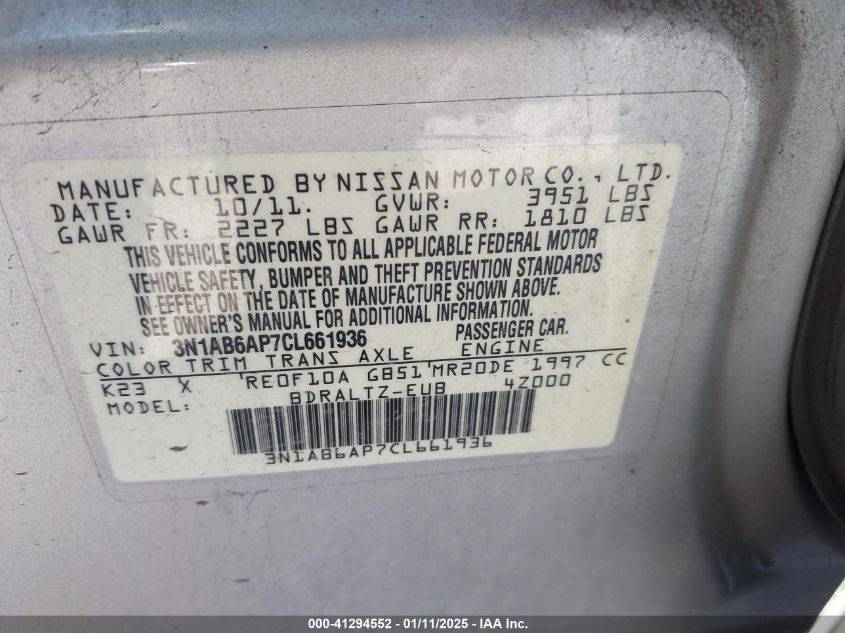 MANUFACTURED BY NISSAN MOTOR CO., LTD.
DATE: 10/11. GVWR: 3951 LBS
GAWR FR: 2227 LBS GAWR RR: 1810 LBS
THIS VEHICLE CONFORMS TO ALL APPLICABLE FEDERAL MOTOR
VEHICLE SAFETY, BUMPER AND THEFT PREVENTION STANDARDS
IN EFFECT ON THE DATE OF MANUFACTURE SHOWN ABOVE.
SEE OWNER'S MANUAL FOR ADDITIONAL INFORMATION.
VIN: 3N1AB6AP7CL661936 PASSENGER CAR.
COLOR TRIM TRANS AXLE ENGINE
K23 X RE0F10A GB51 MR20DE 1997 CC
MODEL: BDRALTZ-EUB 4Z000
3N1AB6AP7CL661936
000-41294552 - 01/11/2025 - IAA Inc.